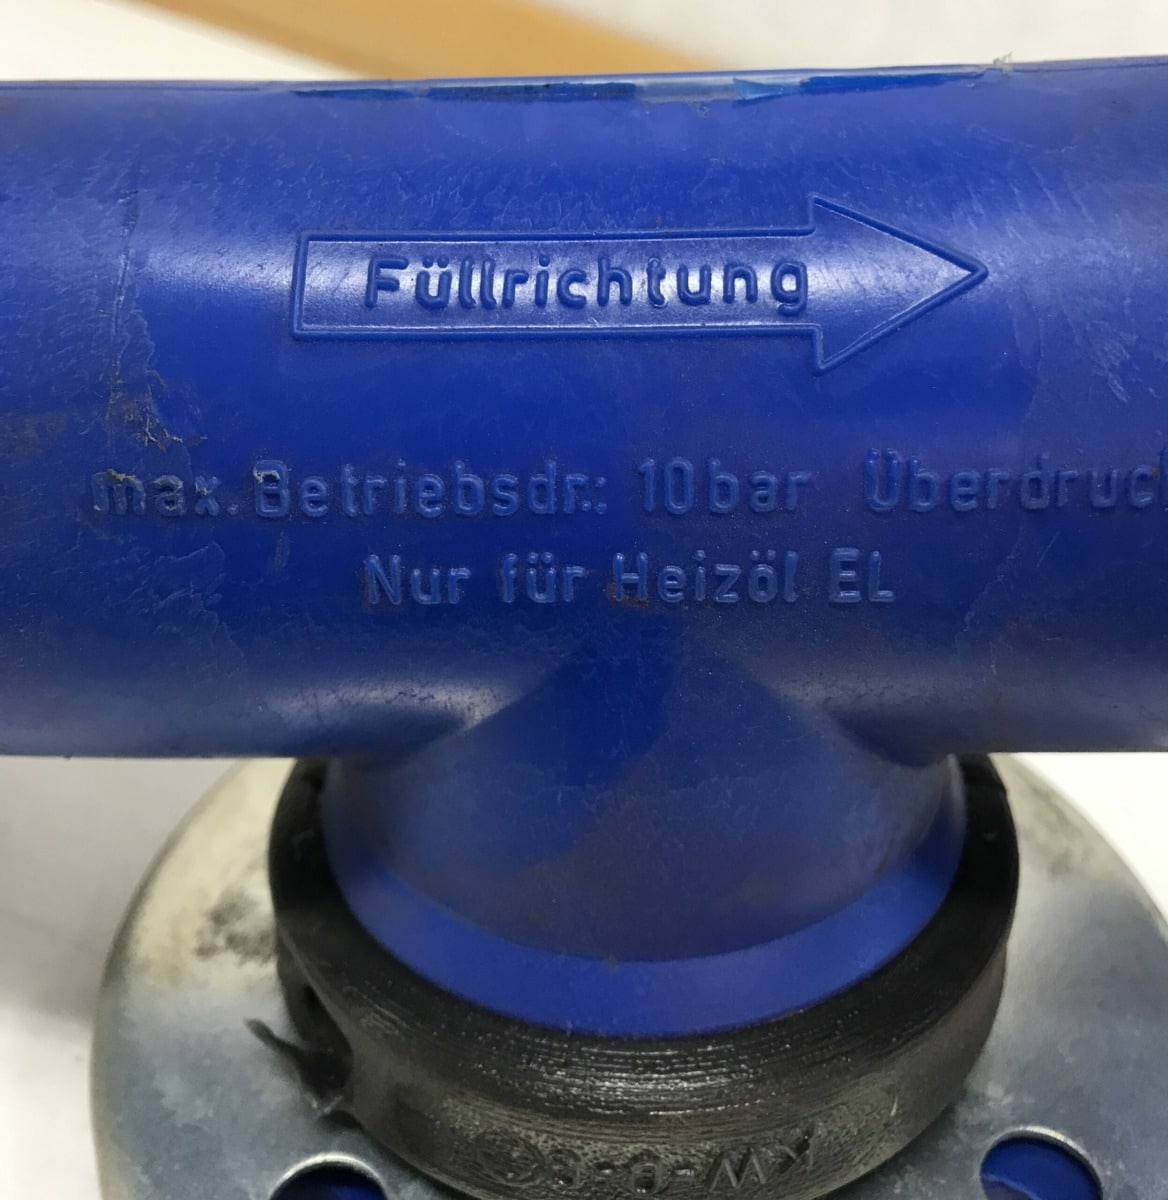 Füllrichtung
max. Betriebsdr.: 10 bar Überdruck
Nur für Heizöl EL